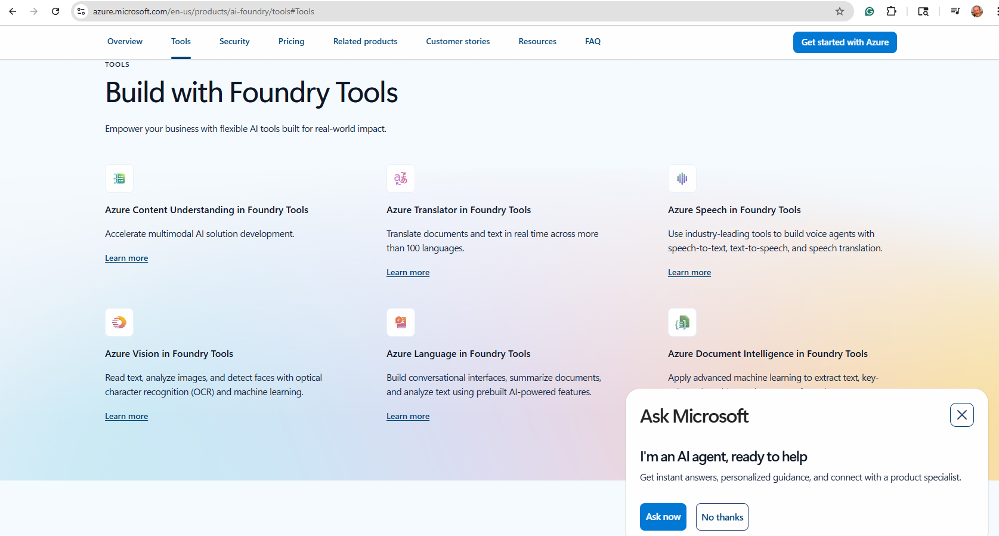 azure.microsoft.com/en-us/products/ai-foundry/tools#Tools
Overview
Tools
Security
Pricing
Related products
Customer stories
Resources
FAQ
Get started with Azure
TOOLS
Build with Foundry Tools
Empower your business with flexible AI tools built for real-world impact.
Azure Content Understanding in Foundry Tools
Accelerate multimodal AI solution development.
Learn more
Azure Translator in Foundry Tools
Translate documents and text in real time across more
than 100 languages.
Learn more
Azure Speech in Foundry Tools
Use industry-leading tools to build voice agents with
speech-to-text, text-to-speech, and speech translation.
Learn more
Azure Vision in Foundry Tools
Read text, analyze images, and detect faces with optical
character recognition (OCR) and machine learning.
Learn more
Azure Language in Foundry Tools
Build conversational interfaces, summarize documents,
and analyze text using prebuilt AI-powered features.
Learn more
Azure Document Intelligence in Foundry Tools
Apply advanced machine learning to extract text, key-
Ask Microsoft
I'm an AI agent, ready to help
Get instant answers, personalized guidance, and connect with a product specialist.
Ask now
No thanks